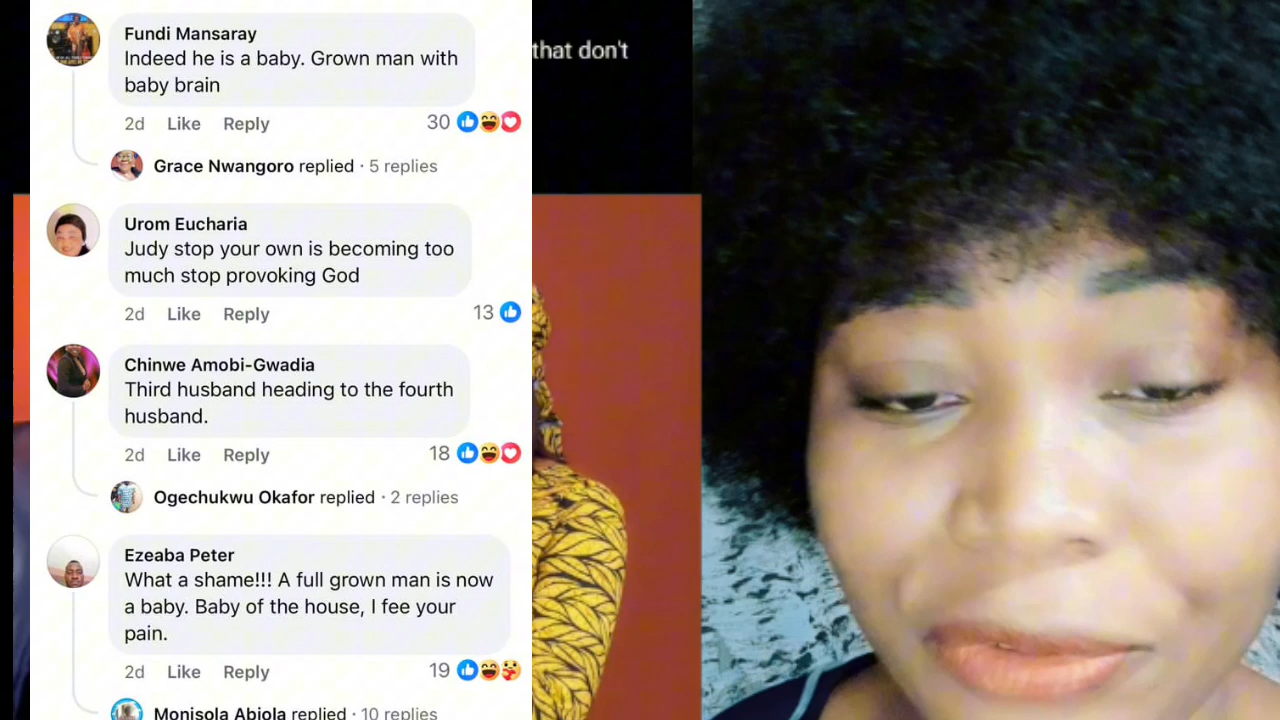 Fundi Mansaray
Indeed he is a baby. Grown man with
baby brain
2d Like Reply 30
Grace Nwangoro replied · 5 replies
Urom Eucharia
Judy stop your own is becoming too
much stop provoking God
2d Like Reply 13
Chinwe Amobi-Gwadia
Third husband heading to the fourth
husband.
2d Like Reply 18
Ogechukwu Okafor replied · 2 replies
Ezeaba Peter
What a shame!!! A full grown man is now
a baby. Baby of the house, I fee your
pain.
2d Like Reply 19
Monisola Abiola replied · 10 replies
that don't